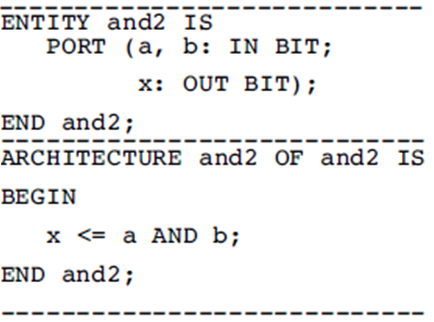 ----------------------------
ENTITY and2 IS
   PORT (a, b: IN BIT;
         x: OUT BIT);
END and2;
----------------------------
ARCHITECTURE and2 OF and2 IS
BEGIN
   x <= a AND b;
END and2;
----------------------------